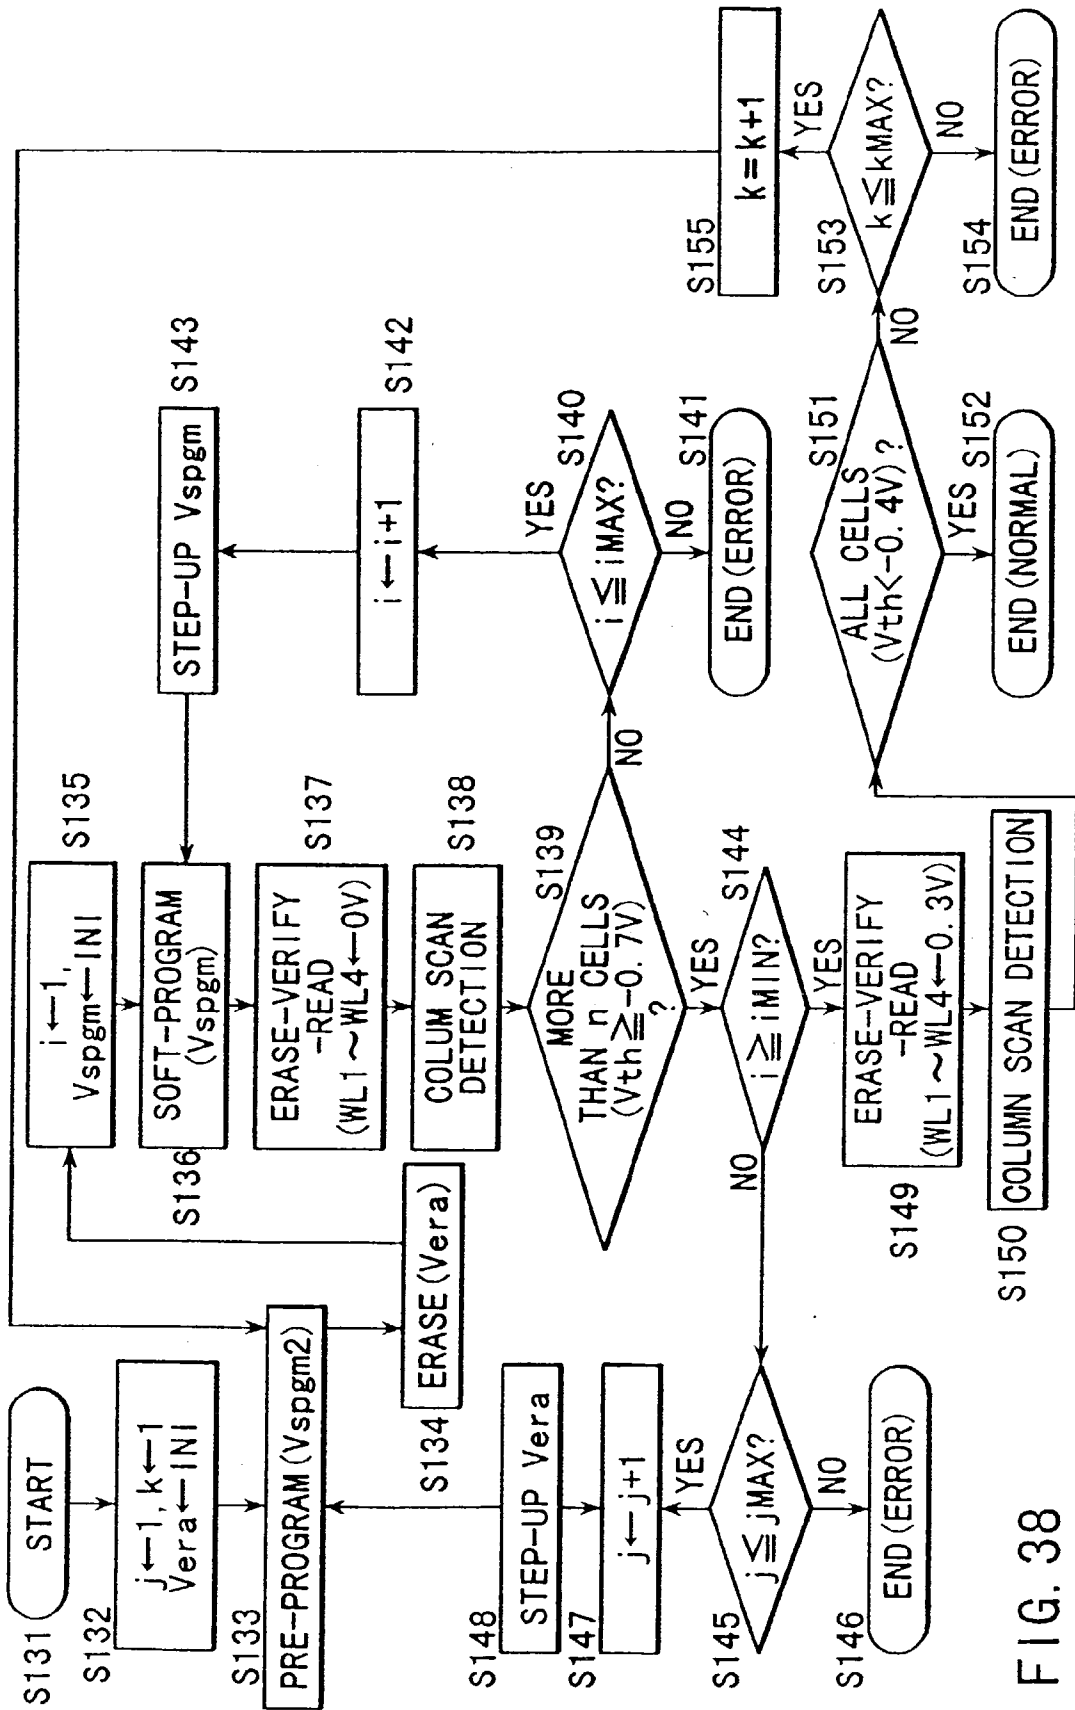 S131
START
S132
j←1, k←1
Vera←INI
S133
PRE-PROGRAM(Vspgm2)
S134
ERASE(Vera)
S135
i←1,
Vspgm←INI
S136
SOFT-PROGRAM
(Vspgm)
S137
ERASE-VERIFY
-READ
(WL1~WL4←0V)
S138
COLUM SCAN
DETECTION
S139
MORE
THAN n CELLS
(Vth≧-0.7V)
?
NO
YES
S140
i≦iMAX?
YES
NO
S141
END(ERROR)
S142
i←i+1
S143
STEP-UP Vspgm
S144
i≧iMIN?
NO
YES
S145
j≦jMAX?
YES
NO
S146
END(ERROR)
S147
j←j+1
S148
STEP-UP Vera
S149
ERASE-VERIFY
-READ
(WL1~WL4←0.3V)
S150
COLUMN SCAN DETECTION
S151
ALL CELLS
(Vth<-0.4V)?
NO
YES
S152
END(NORMAL)
S153
k≦kMAX?
YES
NO
S154
END(ERROR)
S155
k=k+1
FIG. 38